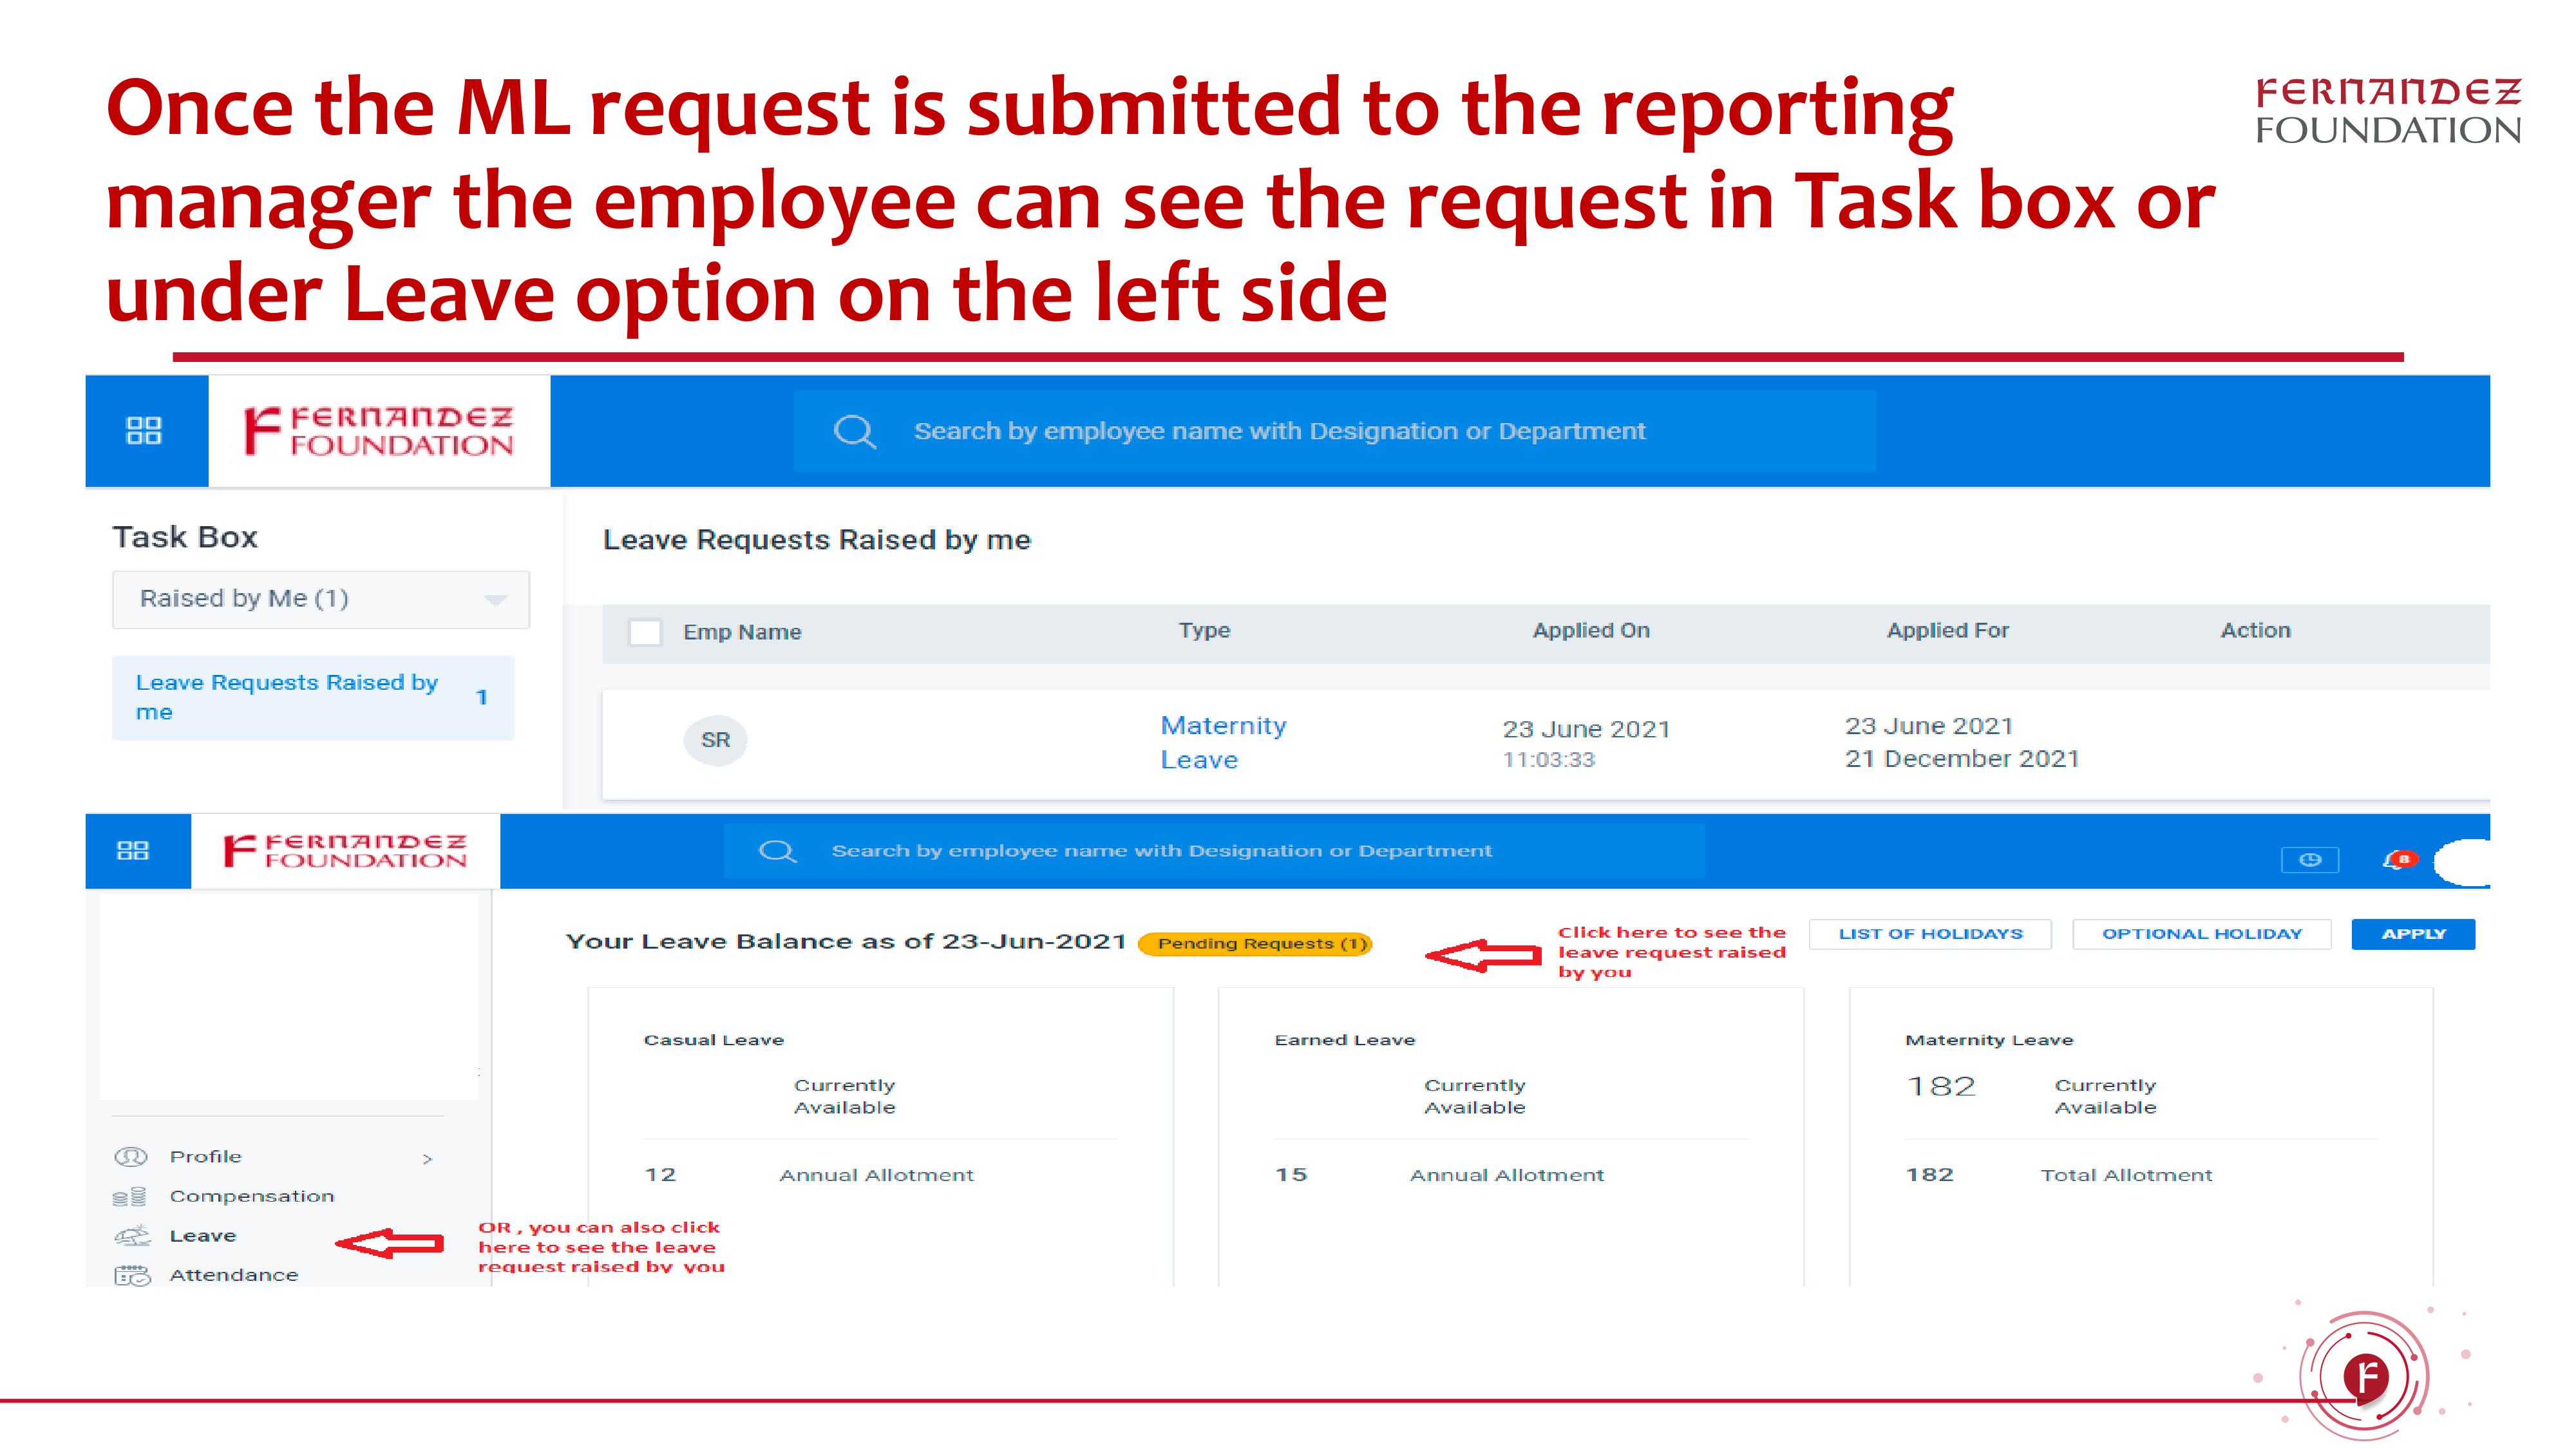 Once the ML request is submitted to the reporting
manager the employee can see the request in Task box or
under Leave option on the left side
FERNANDEZ
FOUNDATION
FERNANDEZ
FOUNDATION
Search by employee name with Designation or Department
Task Box
Raised by Me (1)
Leave Requests Raised by
me
1
Leave Requests Raised by me
Emp Name Type Applied On Applied For Action
SR
Maternity
Leave
23 June 2021
11:03:33
23 June 2021
21 December 2021
FERNANDEZ
FOUNDATION
Search by employee name with Designation or Department
8
Your Leave Balance as of 23-Jun-2021 Pending Requests (1)
Click here to see the
leave request raised
by you
LIST OF HOLIDAYS OPTIONAL HOLIDAY APPLY
Casual Leave
Currently
Available
12 Annual Allotment
Earned Leave
Currently
Available
15 Annual Allotment
Maternity Leave
182 Currently
Available
182 Total Allotment
Profile >
Compensation
Leave
Attendance
OR , you can also click
here to see the leave
request raised by you
F